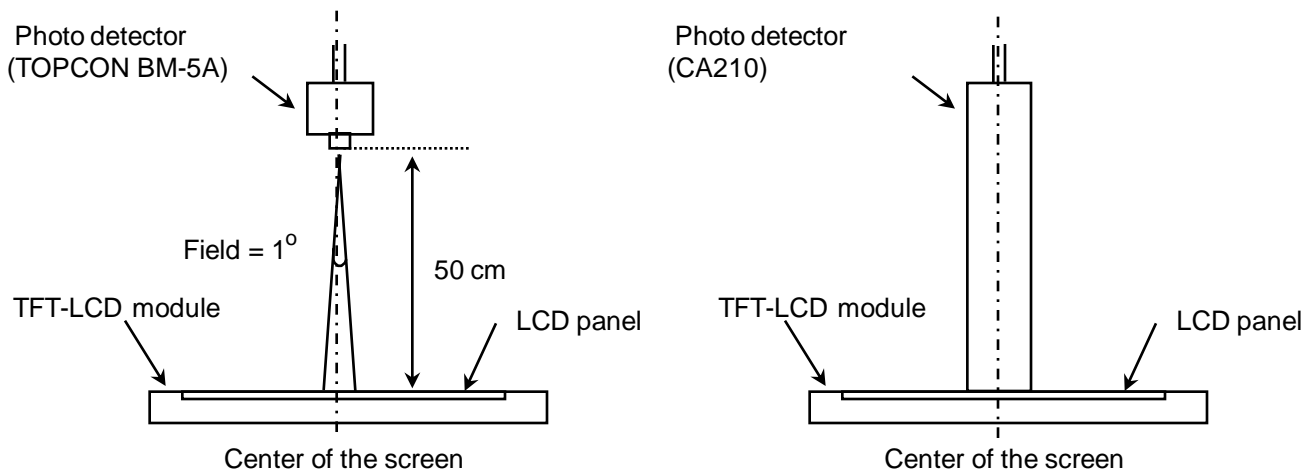 Photo detector
(TOPCON BM-5A)
Field = 1o
50 cm
TFT-LCD module
LCD panel
Center of the screen
Photo detector
(CA210)
TFT-LCD module
LCD panel
Center of the screen